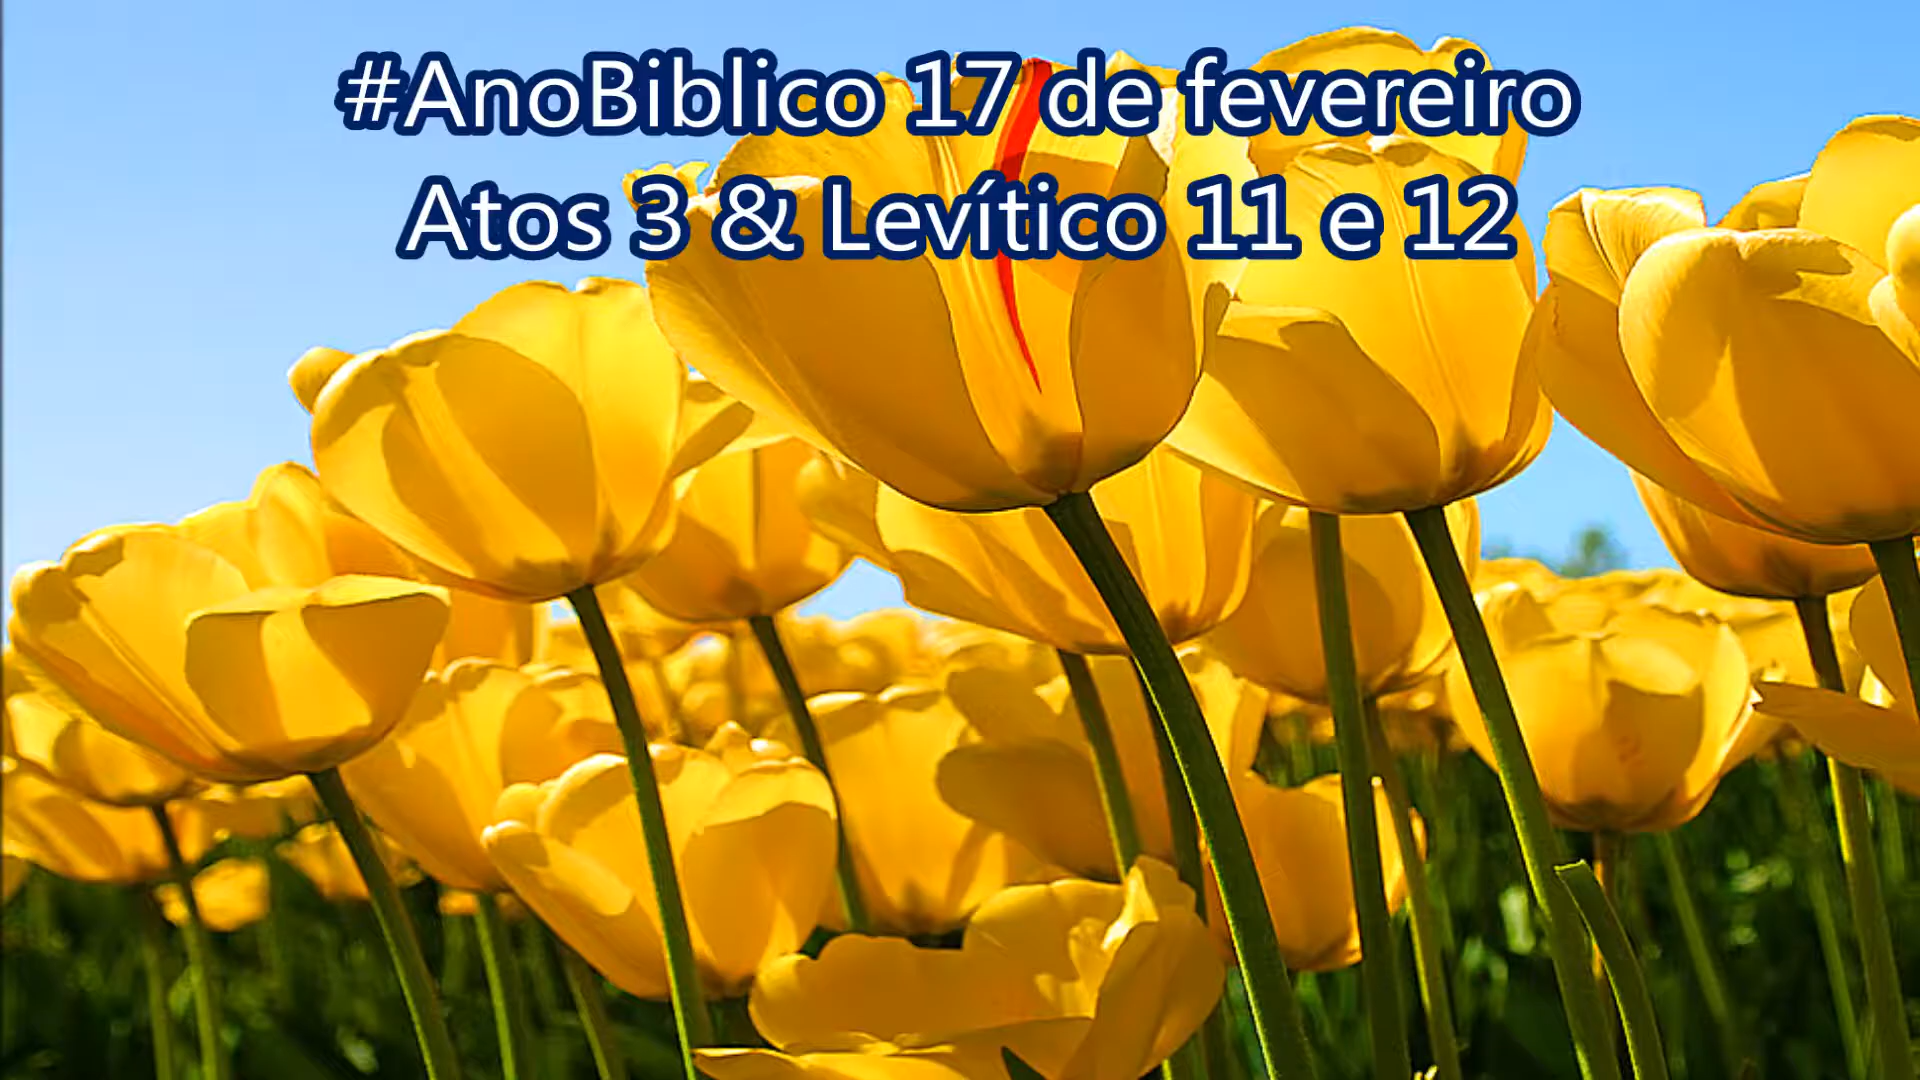 #AnoBiblico 17 de fevereiro
Atos 3 & Levítico 11 e 12